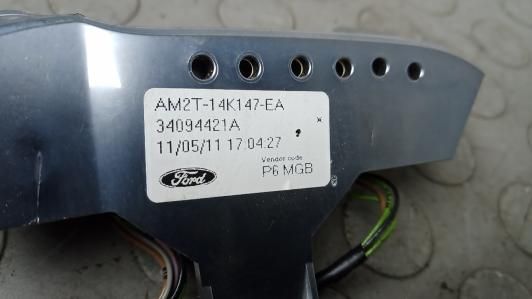 AM2T-14K147-EA
34094421A
11/05/11 17:04:27
Vendor code
Ford
P6 MGB